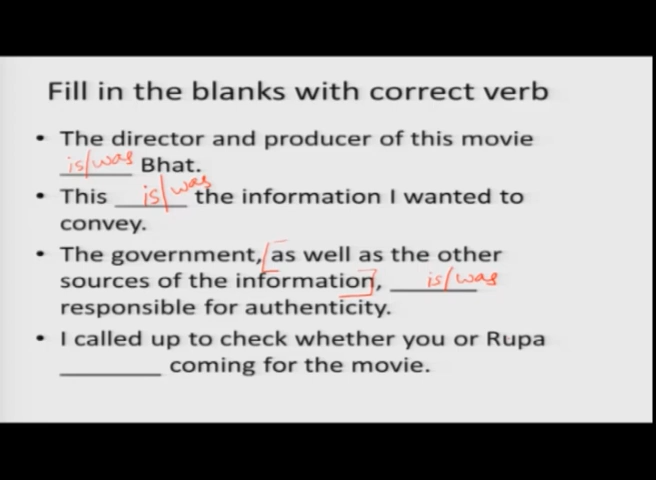 Fill in the blanks with correct verb
• The director and producer of this movie
is/was Bhat.
• This is/was the information I wanted to
convey.
• The government, [as well as the other
sources of the information], is/was
responsible for authenticity.
• I called up to check whether you or Rupa
________ coming for the movie.